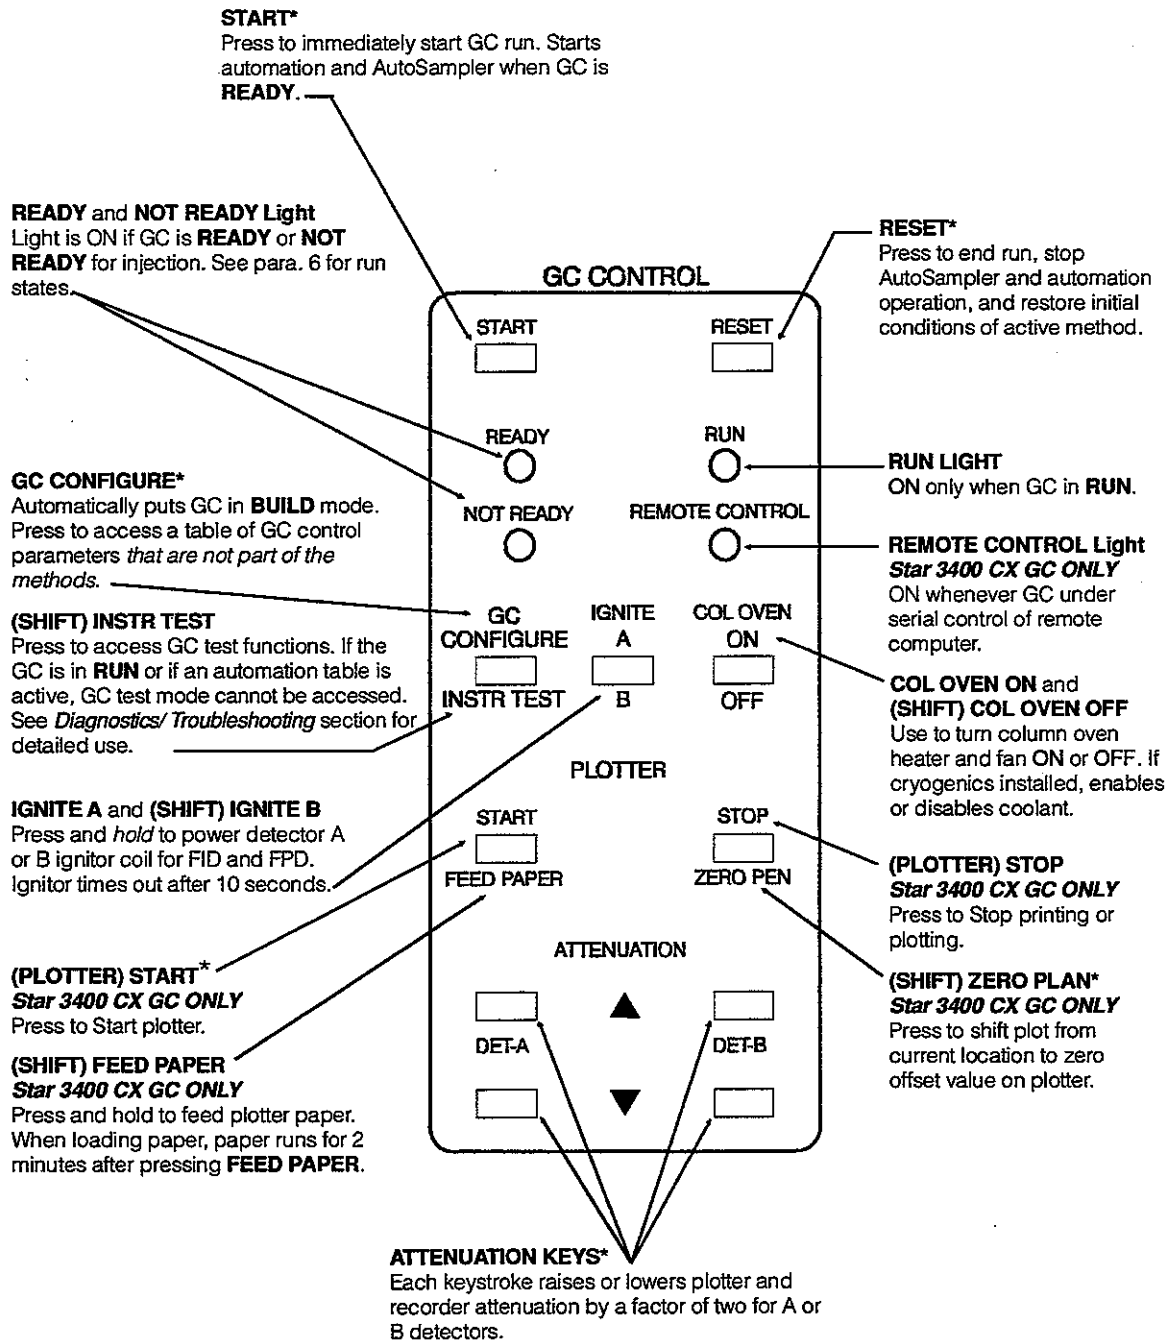 START*
Press to immediately start GC run. Starts
automation and AutoSampler when GC is
READY.
READY and NOT READY Light
Light is ON if GC is READY or NOT
READY for injection. See para. 6 for run
states.
RESET*
Press to end run, stop
AutoSampler and automation
operation, and restore initial
conditions of active method.
GC CONTROL
START
RESET
READY
RUN
NOT READY
REMOTE CONTROL
GC CONFIGURE*
Automatically puts GC in BUILD mode.
Press to access a table of GC control
parameters that are not part of the
methods.
RUN LIGHT
ON only when GC in RUN.
REMOTE CONTROL Light
Star 3400 CX GC ONLY
ON whenever GC under
serial control of remote
computer.
(SHIFT) INSTR TEST
Press to access GC test functions. If the
GC is in RUN or if an automation table is
active, GC test mode cannot be accessed.
See Diagnostics/ Troubleshooting section for
detailed use.
GC
CONFIGURE
INSTR TEST
IGNITE
A
B
COL OVEN
ON
OFF
COL OVEN ON and
(SHIFT) COL OVEN OFF
Use to turn column oven
heater and fan ON or OFF. If
cryogenics installed, enables
or disables coolant.
IGNITE A and (SHIFT) IGNITE B
Press and hold to power detector A
or B ignitor coil for FID and FPD.
Ignitor times out after 10 seconds.
PLOTTER
START
FEED PAPER
STOP
ZERO PEN
(PLOTTER) STOP
Star 3400 CX GC ONLY
Press to Stop printing or
plotting.
(PLOTTER) START*
Star 3400 CX GC ONLY
Press to Start plotter.
(SHIFT) FEED PAPER
Star 3400 CX GC ONLY
Press and hold to feed plotter paper.
When loading paper, paper runs for 2
minutes after pressing FEED PAPER.
ATTENUATION
DET-A
DET-B
(SHIFT) ZERO PLAN*
Star 3400 CX GC ONLY
Press to shift plot from
current location to zero
offset value on plotter.
ATTENUATION KEYS*
Each keystroke raises or lowers plotter and
recorder attenuation by a factor of two for A or
B detectors.